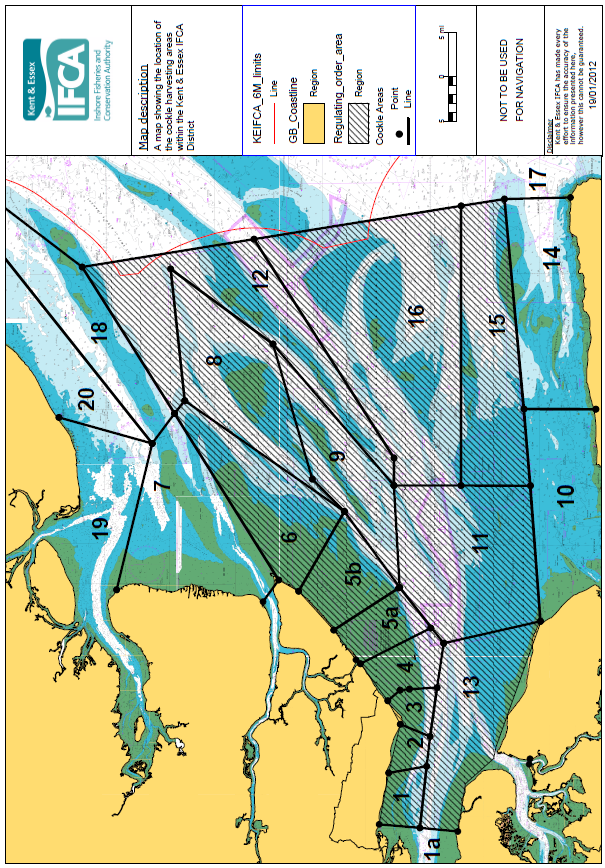 Kent & Essex
IFCA
Inshore Fisheries and
Conservation Authority
Map description
A map showing the location of
the cockle harvesting areas
within the Kent & Essex IFCA
District
KEIFCA_6M_limits
Line
GB_Coastline
Region
Regulating_order_area
Region
Cockle Areas
Point
Line
5
0
5 mi
NOT TO BE USED
FOR NAVIGATION
Disclaimer
Kent & Essex IFCA has made every
effort to ensure the accuracy of the
information presented here,
however this cannot be guaranteed.
19/01/2012
1a
1
2
3
4
5a
5b
6
7
8
9
10
11
12
13
14
15
16
17
18
19
20